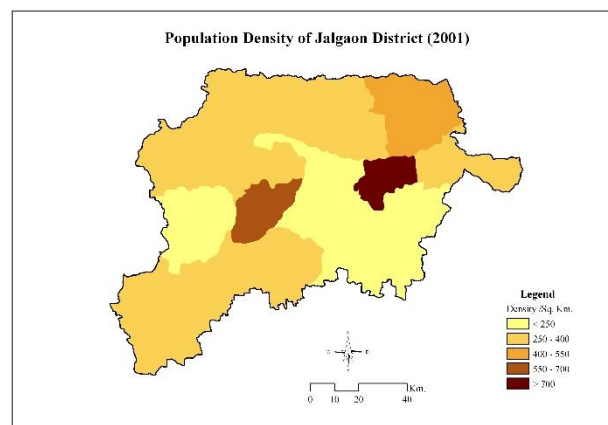 Population Density of Jalgaon District (2001)
Legend
Density /Sq. Km.
< 250
250 - 400
400 - 550
550 - 700
> 700
Km.
0 10 20 40